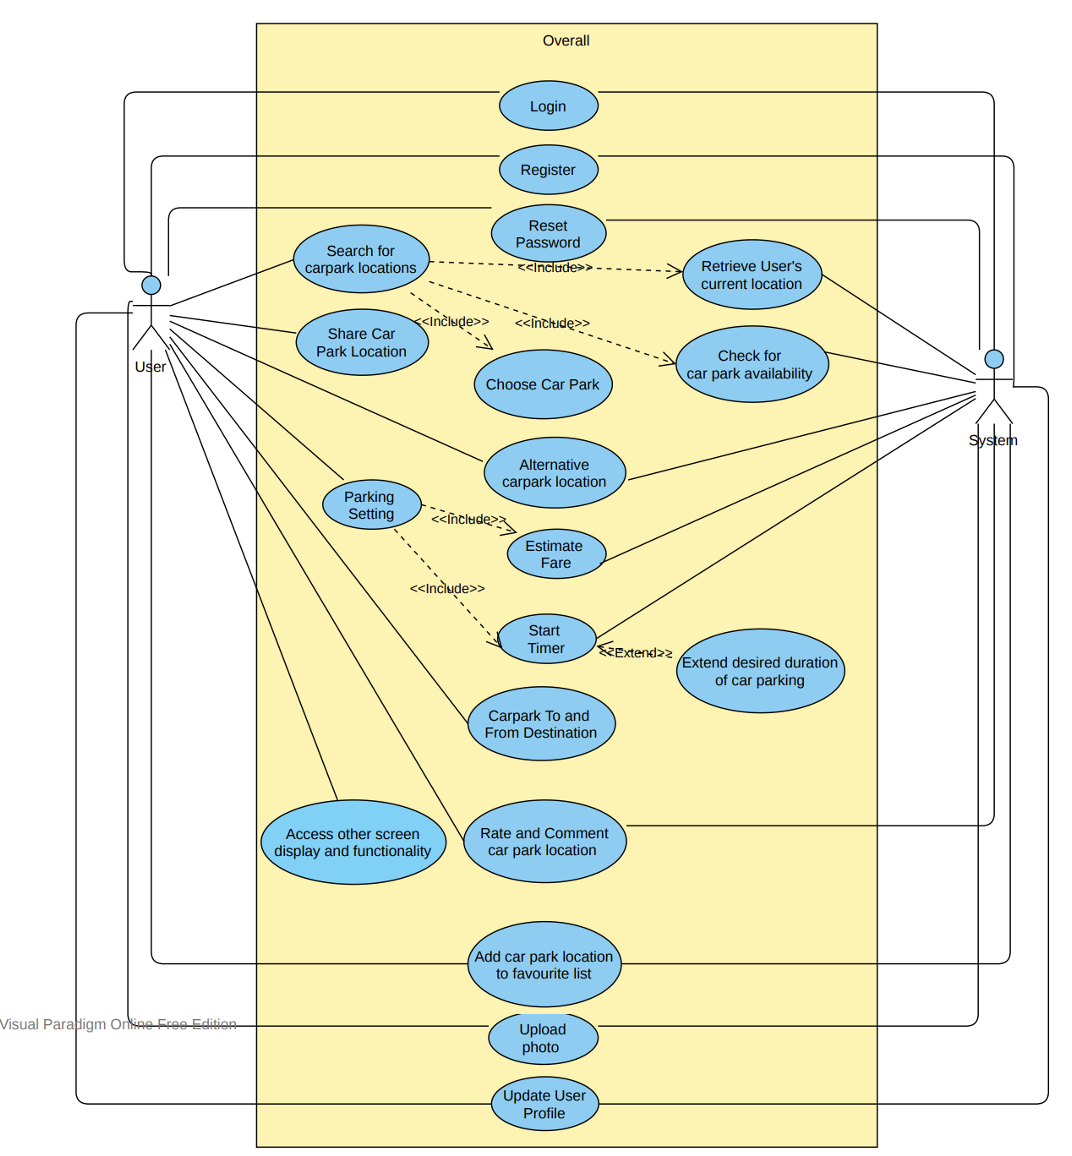 Overall
Login
Register
Reset
Password
Search for
carpark locations
<<Include>>
Retrieve User's
current location
<<Include>>
<<Include>>
Share Car
Park Location
Check for
car park availability
User
Choose Car Park
System
Alternative
carpark location
Parking
Setting
<<Include>>
Estimate
Fare
<<Include>>
Start
Timer
<<Extend>>
Extend desired duration
of car parking
Carpark To and
From Destination
Access other screen
display and functionality
Rate and Comment
car park location
Add car park location
to favourite list
Visual Paradigm Online Free Edition
Upload
photo
Update User
Profile